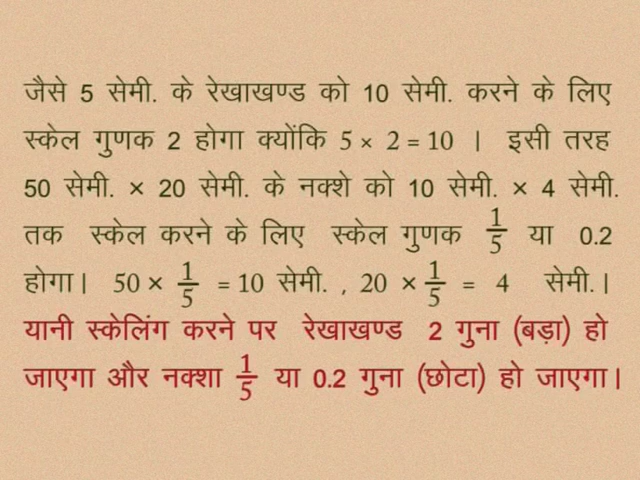 जैसे 5 सेमी. के रेखाखण्ड को 10 सेमी. करने के लिए
स्केल गुणक 2 होगा क्योंकि 5 × 2 = 10 । इसी तरह
50 सेमी. × 20 सेमी. के नक्शे को 10 सेमी. × 4 सेमी.
तक स्केल करने के लिए स्केल गुणक 1/5 या 0.2
होगा। 50 × 1/5 = 10 सेमी. , 20 × 1/5 = 4 सेमी.।
यानी स्केलिंग करने पर रेखाखण्ड 2 गुना (बड़ा) हो
जाएगा और नक्शा 1/5 या 0.2 गुना (छोटा) हो जाएगा।